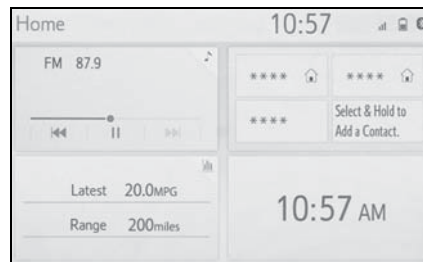 Home 10:57
FM 87.9
**** ****
**** Select & Hold to
Add a Contact.
Latest 20.0MPG
Range 200miles
10:57 AM